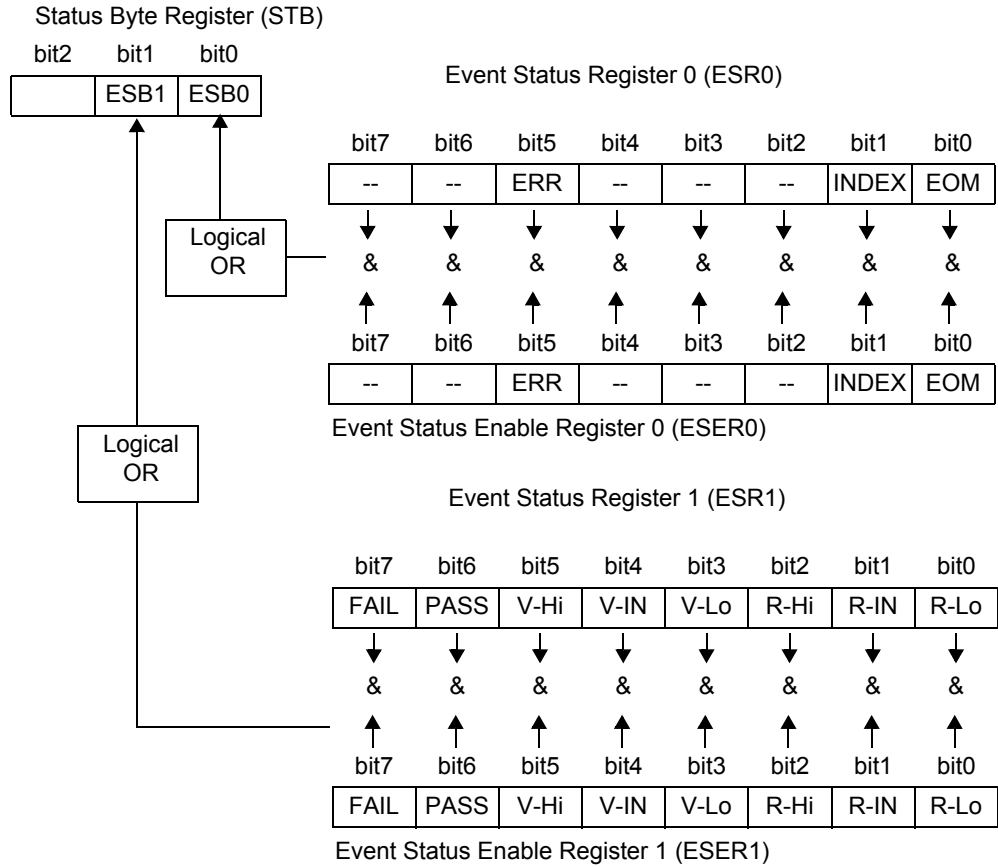 Status Byte Register (STB)
bit2 bit1 bit0
ESB1 ESB0
Event Status Register 0 (ESR0)
bit7 bit6 bit5 bit4 bit3 bit2 bit1 bit0
-- -- ERR -- -- -- INDEX EOM
Logical
OR
& & & & & & & &
bit7 bit6 bit5 bit4 bit3 bit2 bit1 bit0
-- -- ERR -- -- -- INDEX EOM
Event Status Enable Register 0 (ESER0)
Logical
OR
Event Status Register 1 (ESR1)
bit7 bit6 bit5 bit4 bit3 bit2 bit1 bit0
FAIL PASS V-Hi V-IN V-Lo R-Hi R-IN R-Lo
& & & & & & & &
bit7 bit6 bit5 bit4 bit3 bit2 bit1 bit0
FAIL PASS V-Hi V-IN V-Lo R-Hi R-IN R-Lo
Event Status Enable Register 1 (ESER1)